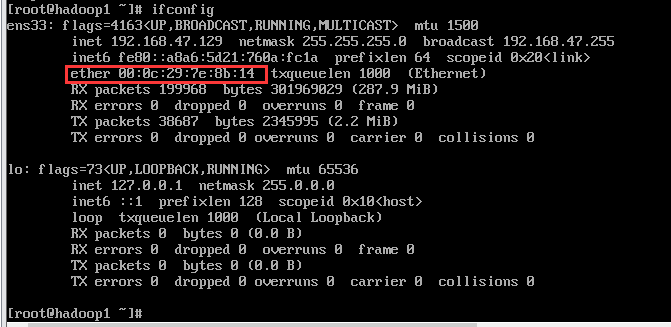 [root@hadoop1 ~]# ifconfig
ens33: flags=4163<UP,BROADCAST,RUNNING,MULTICAST>  mtu 1500
        inet 192.168.47.129  netmask 255.255.255.0  broadcast 192.168.47.255
        inet6 fe80::a8a6:5d21:760a:fc1a  prefixlen 64  scopeid 0x20<link>
        ether 00:0c:29:7e:8b:14  txqueuelen 1000  (Ethernet)
        RX packets 199968  bytes 301969029 (287.9 MiB)
        RX errors 0  dropped 0  overruns 0  frame 0
        TX packets 38687  bytes 2345995 (2.2 MiB)
        TX errors 0  dropped 0 overruns 0  carrier 0  collisions 0
lo: flags=73<UP,LOOPBACK,RUNNING>  mtu 65536
        inet 127.0.0.1  netmask 255.0.0.0
        inet6 ::1  prefixlen 128  scopeid 0x10<host>
        loop  txqueuelen 1000  (Local Loopback)
        RX packets 0  bytes 0 (0.0 B)
        RX errors 0  dropped 0  overruns 0  frame 0
        TX packets 0  bytes 0 (0.0 B)
        TX errors 0  dropped 0 overruns 0  carrier 0  collisions 0
[root@hadoop1 ~]#